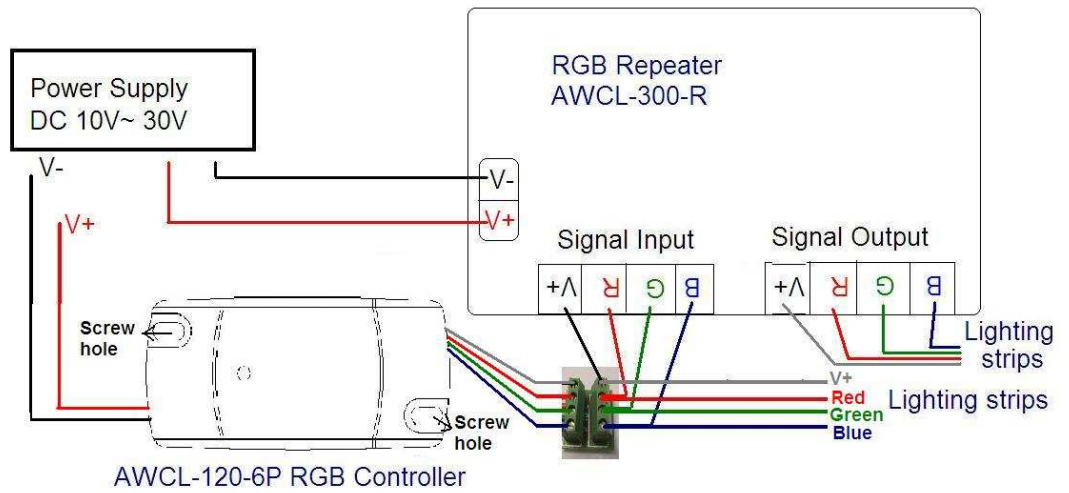 Power Supply
DC 10V~ 30V
RGB Repeater
AWCL-300-R
V-
V+
V-
V+
Signal Input
Signal Output
V+ R G B
V+ R G B
Screw
hole
Screw
hole
Lighting
strips
V+
Red
Green
Blue
Lighting strips
AWCL-120-6P RGB Controller